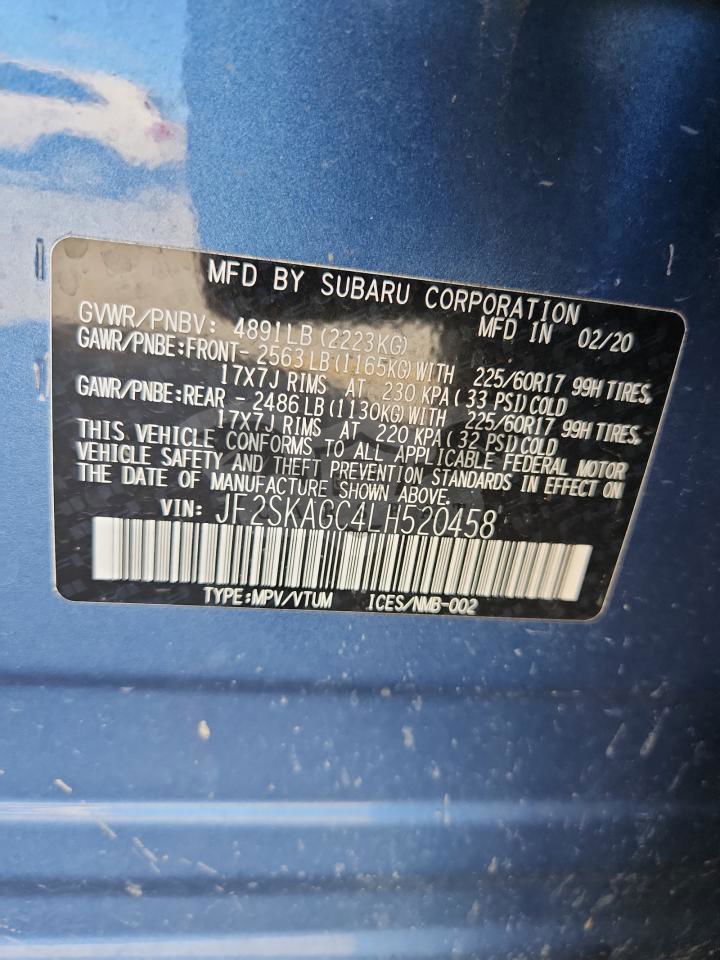 MFD BY SUBARU CORPORATION
GVWR/PNBV: 4891LB (2223KG) MFD IN 02/20
GAWR/PNBE:FRONT- 2563LB (1165KG) WITH 225/60R17 99H TIRES,
17X7J RIMS AT 230 KPA (33 PSI) COLD
GAWR/PNBE:REAR - 2486LB (1130KG) WITH 225/60R17 99H TIRES,
17X7J RIMS AT 220 KPA (32 PSI) COLD
THIS VEHICLE CONFORMS TO ALL APPLICABLE FEDERAL MOTOR
VEHICLE SAFETY AND THEFT PREVENTION STANDARDS IN EFFECT ON
THE DATE OF MANUFACTURE SHOWN ABOVE.
VIN: JF2SKAGC4LH520458
TYPE:MPV/VTUM ICES/NMB-002